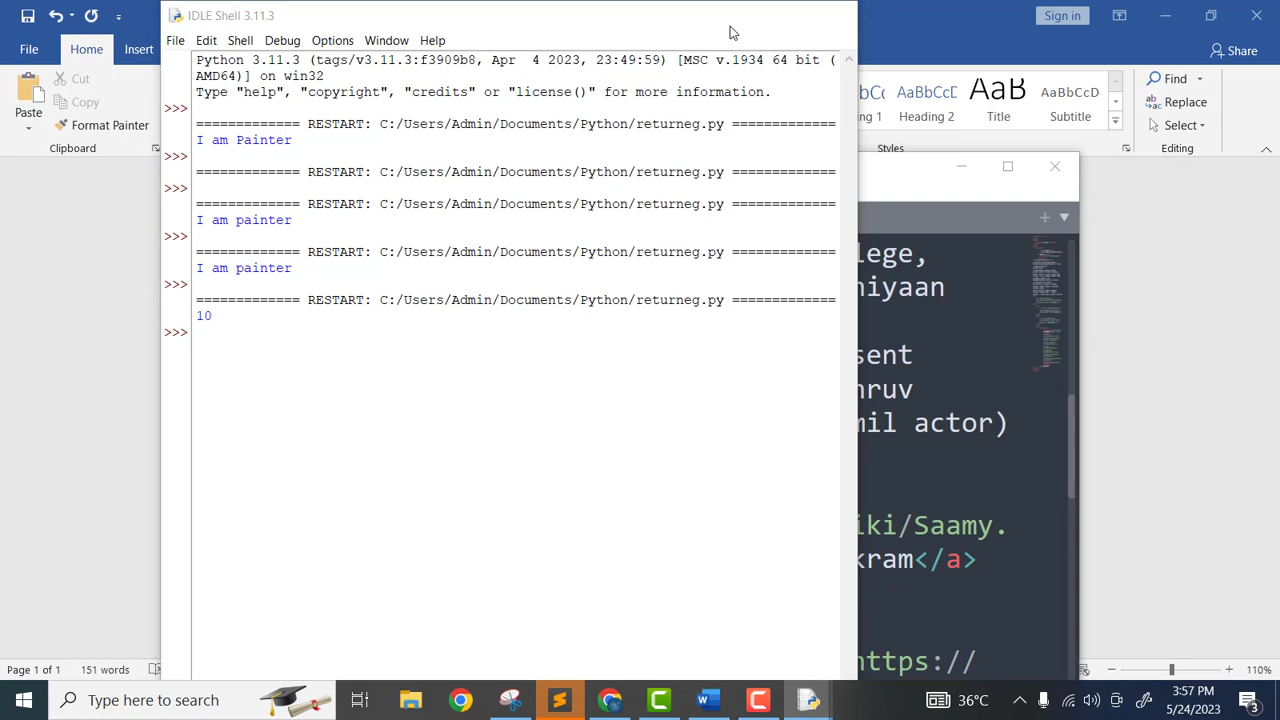 IDLE Shell 3.11.3
Sign in
File Edit Shell Debug Options Window Help
File Home Insert
Share
Python 3.11.3 (tags/v3.11.3:f3909b8, Apr  4 2023, 23:49:59) [MSC v.1934 64 bit (
AMD64)] on win32
Type "help", "copyright", "credits" or "license()" for more information.
>>>
============= RESTART: C:/Users/Admin/Documents/Python/returneg.py =============
I am Painter
>>>
============= RESTART: C:/Users/Admin/Documents/Python/returneg.py =============
>>>
============= RESTART: C:/Users/Admin/Documents/Python/returneg.py =============
I am painter
>>>
============= RESTART: C:/Users/Admin/Documents/Python/returneg.py =============
I am painter
>>>
============= RESTART: C:/Users/Admin/Documents/Python/returneg.py =============
10
>>>
Paste
Cut
Copy
Format Painter
Clipboard
AaBbCcD AaB AaBbCcD
g 1 Heading 2 Title Subtitle
Styles
Find
Replace
Select
Editing
lege,
niyaan
sent
hruv
mil actor)
iki/Saamy.
kram</a>
https://
Page 1 of 1 151 words
110%
Type here to search
36°C
3:57 PM
5/24/2023
3